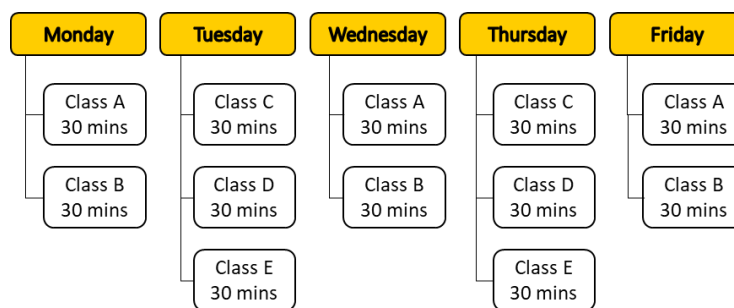 Monday
Class A
30 mins
Class B
30 mins
Tuesday
Class C
30 mins
Class D
30 mins
Class E
30 mins
Wednesday
Class A
30 mins
Class B
30 mins
Thursday
Class C
30 mins
Class D
30 mins
Class E
30 mins
Friday
Class A
30 mins
Class B
30 mins